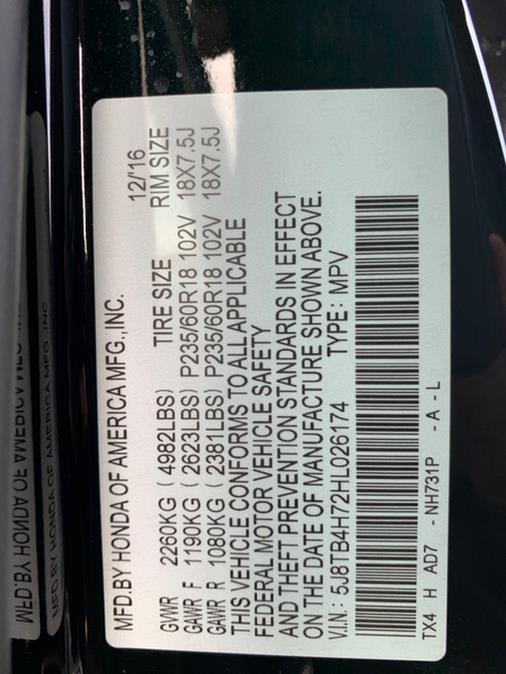 MFD.BY HONDA OF AMERICA MFG.,INC. 12/'16
GVWR 2260KG ( 4982LBS) TIRE SIZE RIM SIZE
GAWR F 1190KG ( 2623LBS) P235/60R18 102V 18X7.5J
GAWR R 1080KG ( 2381LBS) P235/60R18 102V 18X7.5J
THIS VEHICLE CONFORMS TO ALL APPLICABLE
FEDERAL MOTOR VEHICLE SAFETY
AND THEFT PREVENTION STANDARDS IN EFFECT
ON THE DATE OF MANUFACTURE SHOWN ABOVE.
V.I.N.: 5J8TB4H72HL026174 TYPE: MPV
TX4 H AD7 - NH731P - A - L